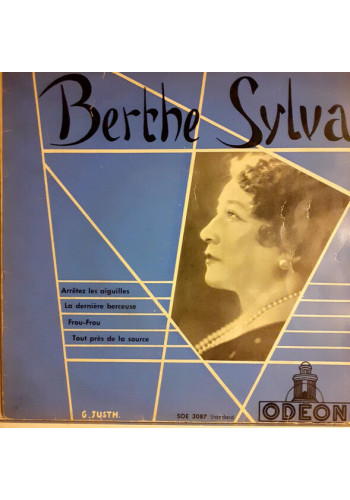 Berthe Sylva
Arrêtez les aiguilles
La dernière berceuse
Frou-Frou
Tout près de la source
G. JUSTH.
SOE 3087 Standard
ODEON